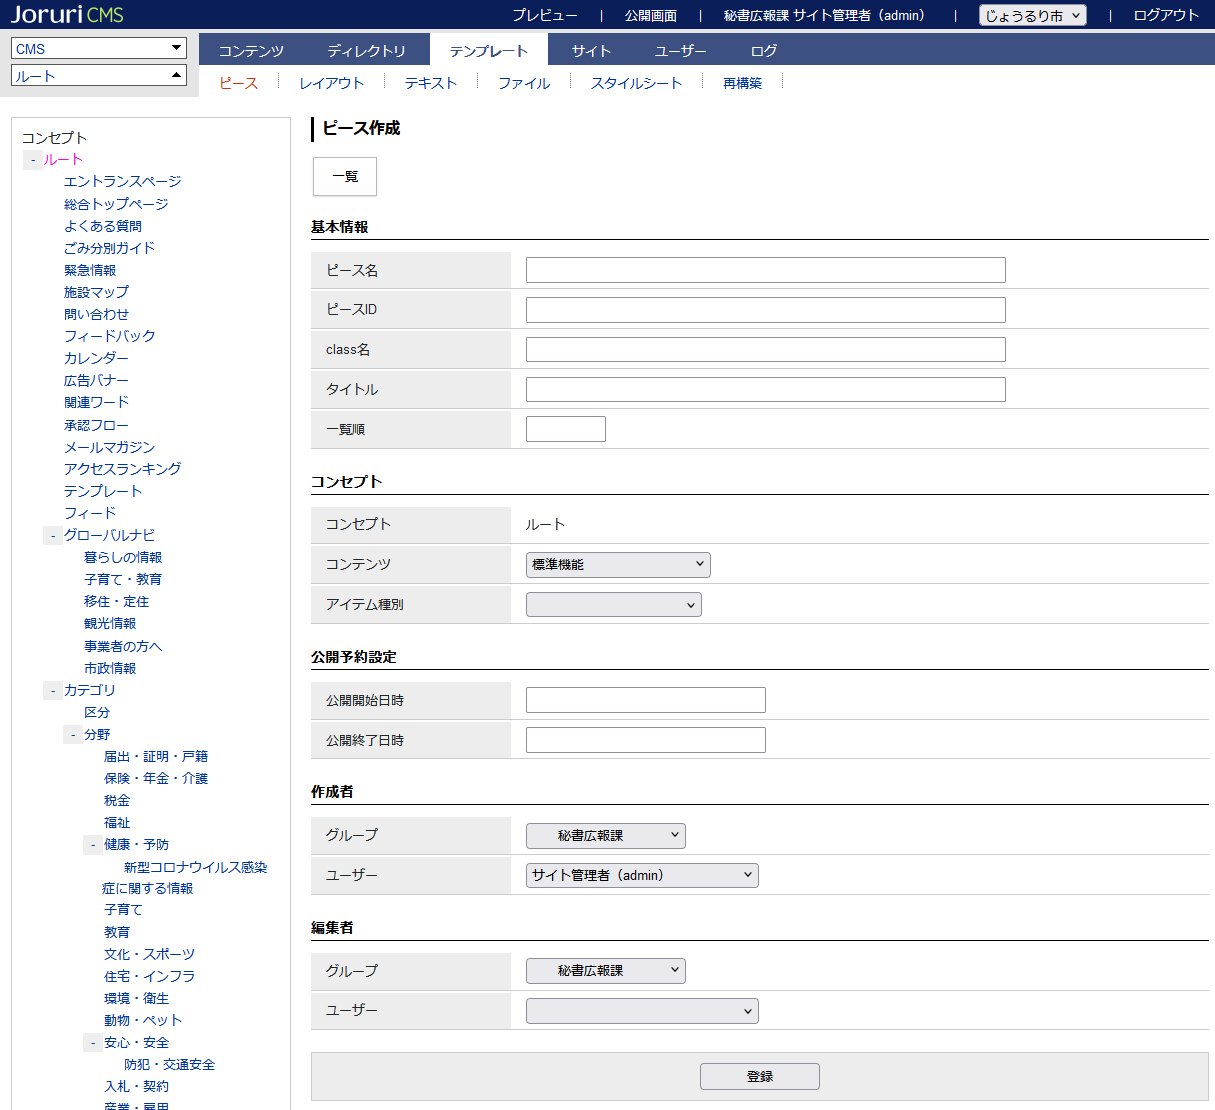 Joruri CMS
プレビュー | 公開画面 | 秘書広報課 サイト管理者（admin） | じょうるり市 | ログアウト
CMS
ルート
コンテンツ ディレクトリ テンプレート サイト ユーザー ログ
ピース レイアウト テキスト ファイル スタイルシート 再構築
コンセプト
- ルート
エントランスページ
総合トップページ
よくある質問
ごみ分別ガイド
緊急情報
施設マップ
問い合わせ
フィードバック
カレンダー
広告バナー
関連ワード
承認フロー
メールマガジン
アクセスランキング
テンプレート
フィード
- グローバルナビ
暮らしの情報
子育て・教育
移住・定住
観光情報
事業者の方へ
市政情報
- カテゴリ
区分
- 分野
届出・証明・戸籍
保険・年金・介護
税金
福祉
- 健康・予防
新型コロナウイルス感染
症に関する情報
子育て
教育
文化・スポーツ
住宅・インフラ
環境・衛生
動物・ペット
- 安心・安全
防犯・交通安全
入札・契約
産業・雇用
ピース作成
一覧
基本情報
ピース名
ピースID
class名
タイトル
一覧順
コンセプト
コンセプト ルート
コンテンツ 標準機能
アイテム種別
公開予約設定
公開開始日時
公開終了日時
作成者
グループ 秘書広報課
ユーザー サイト管理者（admin）
編集者
グループ 秘書広報課
ユーザー
登録